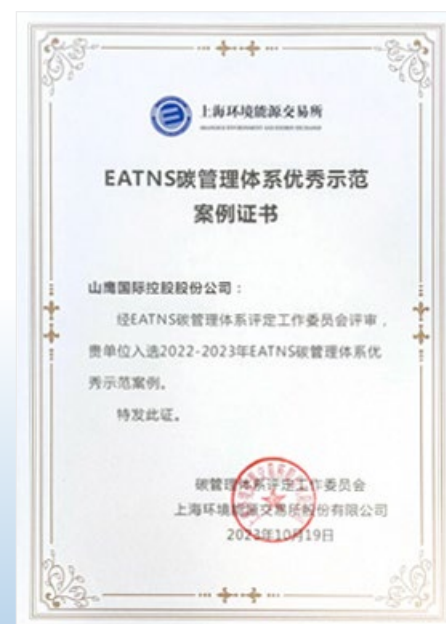 上海环境能源交易所
SHANGHAI ENVIRONMENT AND ENERGY EXCHANGE
EATNS碳管理体系优秀示范
案例证书
山鹰国际控股股份公司：
经EATNS碳管理体系评定工作委员会评审，
贵单位入选2022-2023年EATNS碳管理体系优
秀示范案例。
特发此证。
碳管理体系评定工作委员会
上海环境能源交易所股份有限公司
2023年10月19日